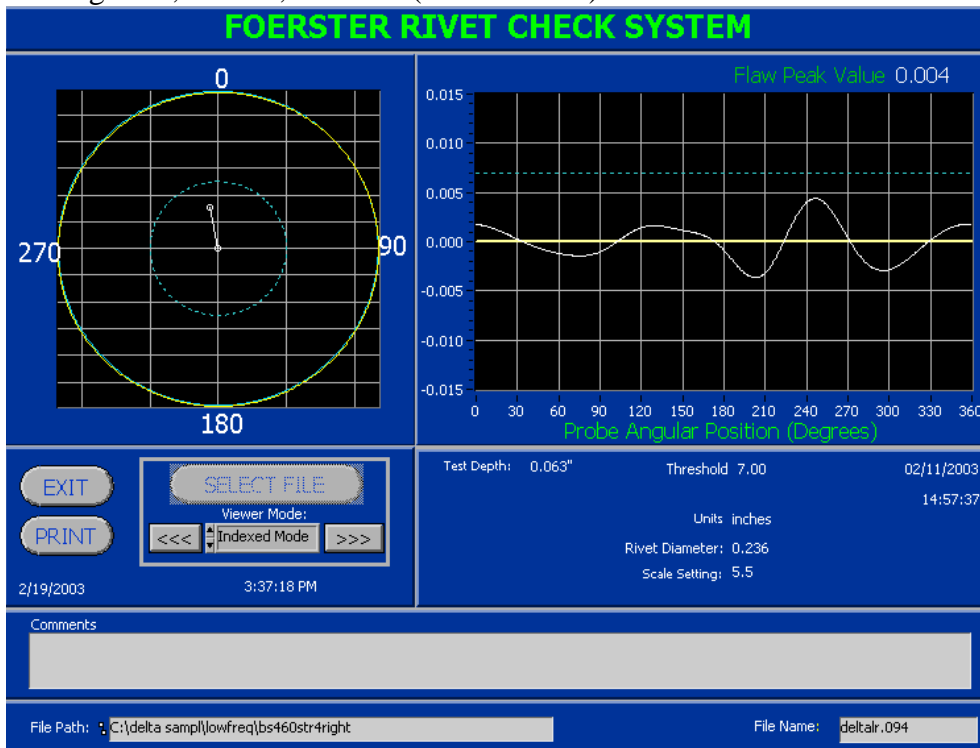 FOERSTER RIVET CHECK SYSTEM
0
270
90
180
Flaw Peak Value 0.004
0.015
0.010
0.005
0.000
-0.005
-0.010
-0.015
0 30 60 90 120 150 180 210 240 270 300 330 360
Probe Angular Position (Degrees)
EXIT
PRINT
SELECT FILE
Viewer Mode:
<<< Indexed Mode >>>
2/19/2003 3:37:18 PM
Test Depth: 0.063" Threshold 7.00 02/11/2003
14:57:37
Units inches
Rivet Diameter: 0.236
Scale Setting: 5.5
Comments
File Path: C:\delta sampl\lowfreq\bs460str4right
File Name: deltalr.094